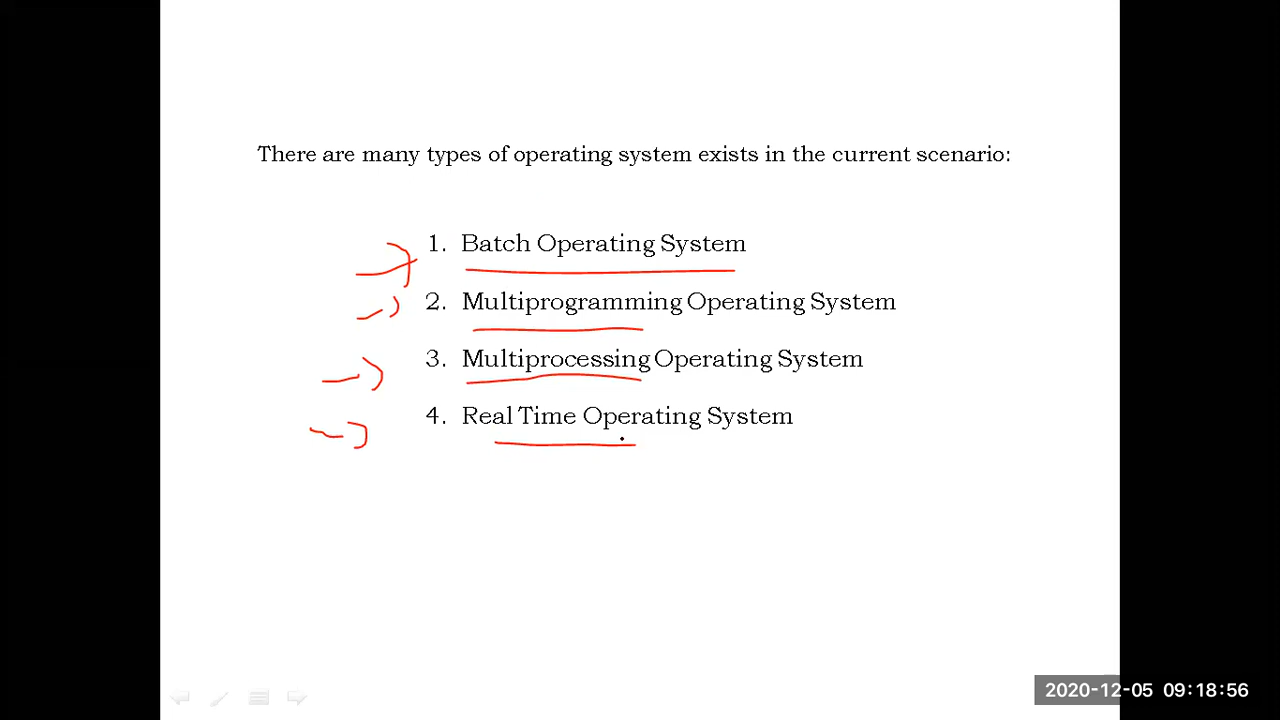 There are many types of operating system exists in the current scenario:
1. Batch Operating System
2. Multiprogramming Operating System
3. Multiprocessing Operating System
4. Real Time Operating System
2020-12-05 09:18:56